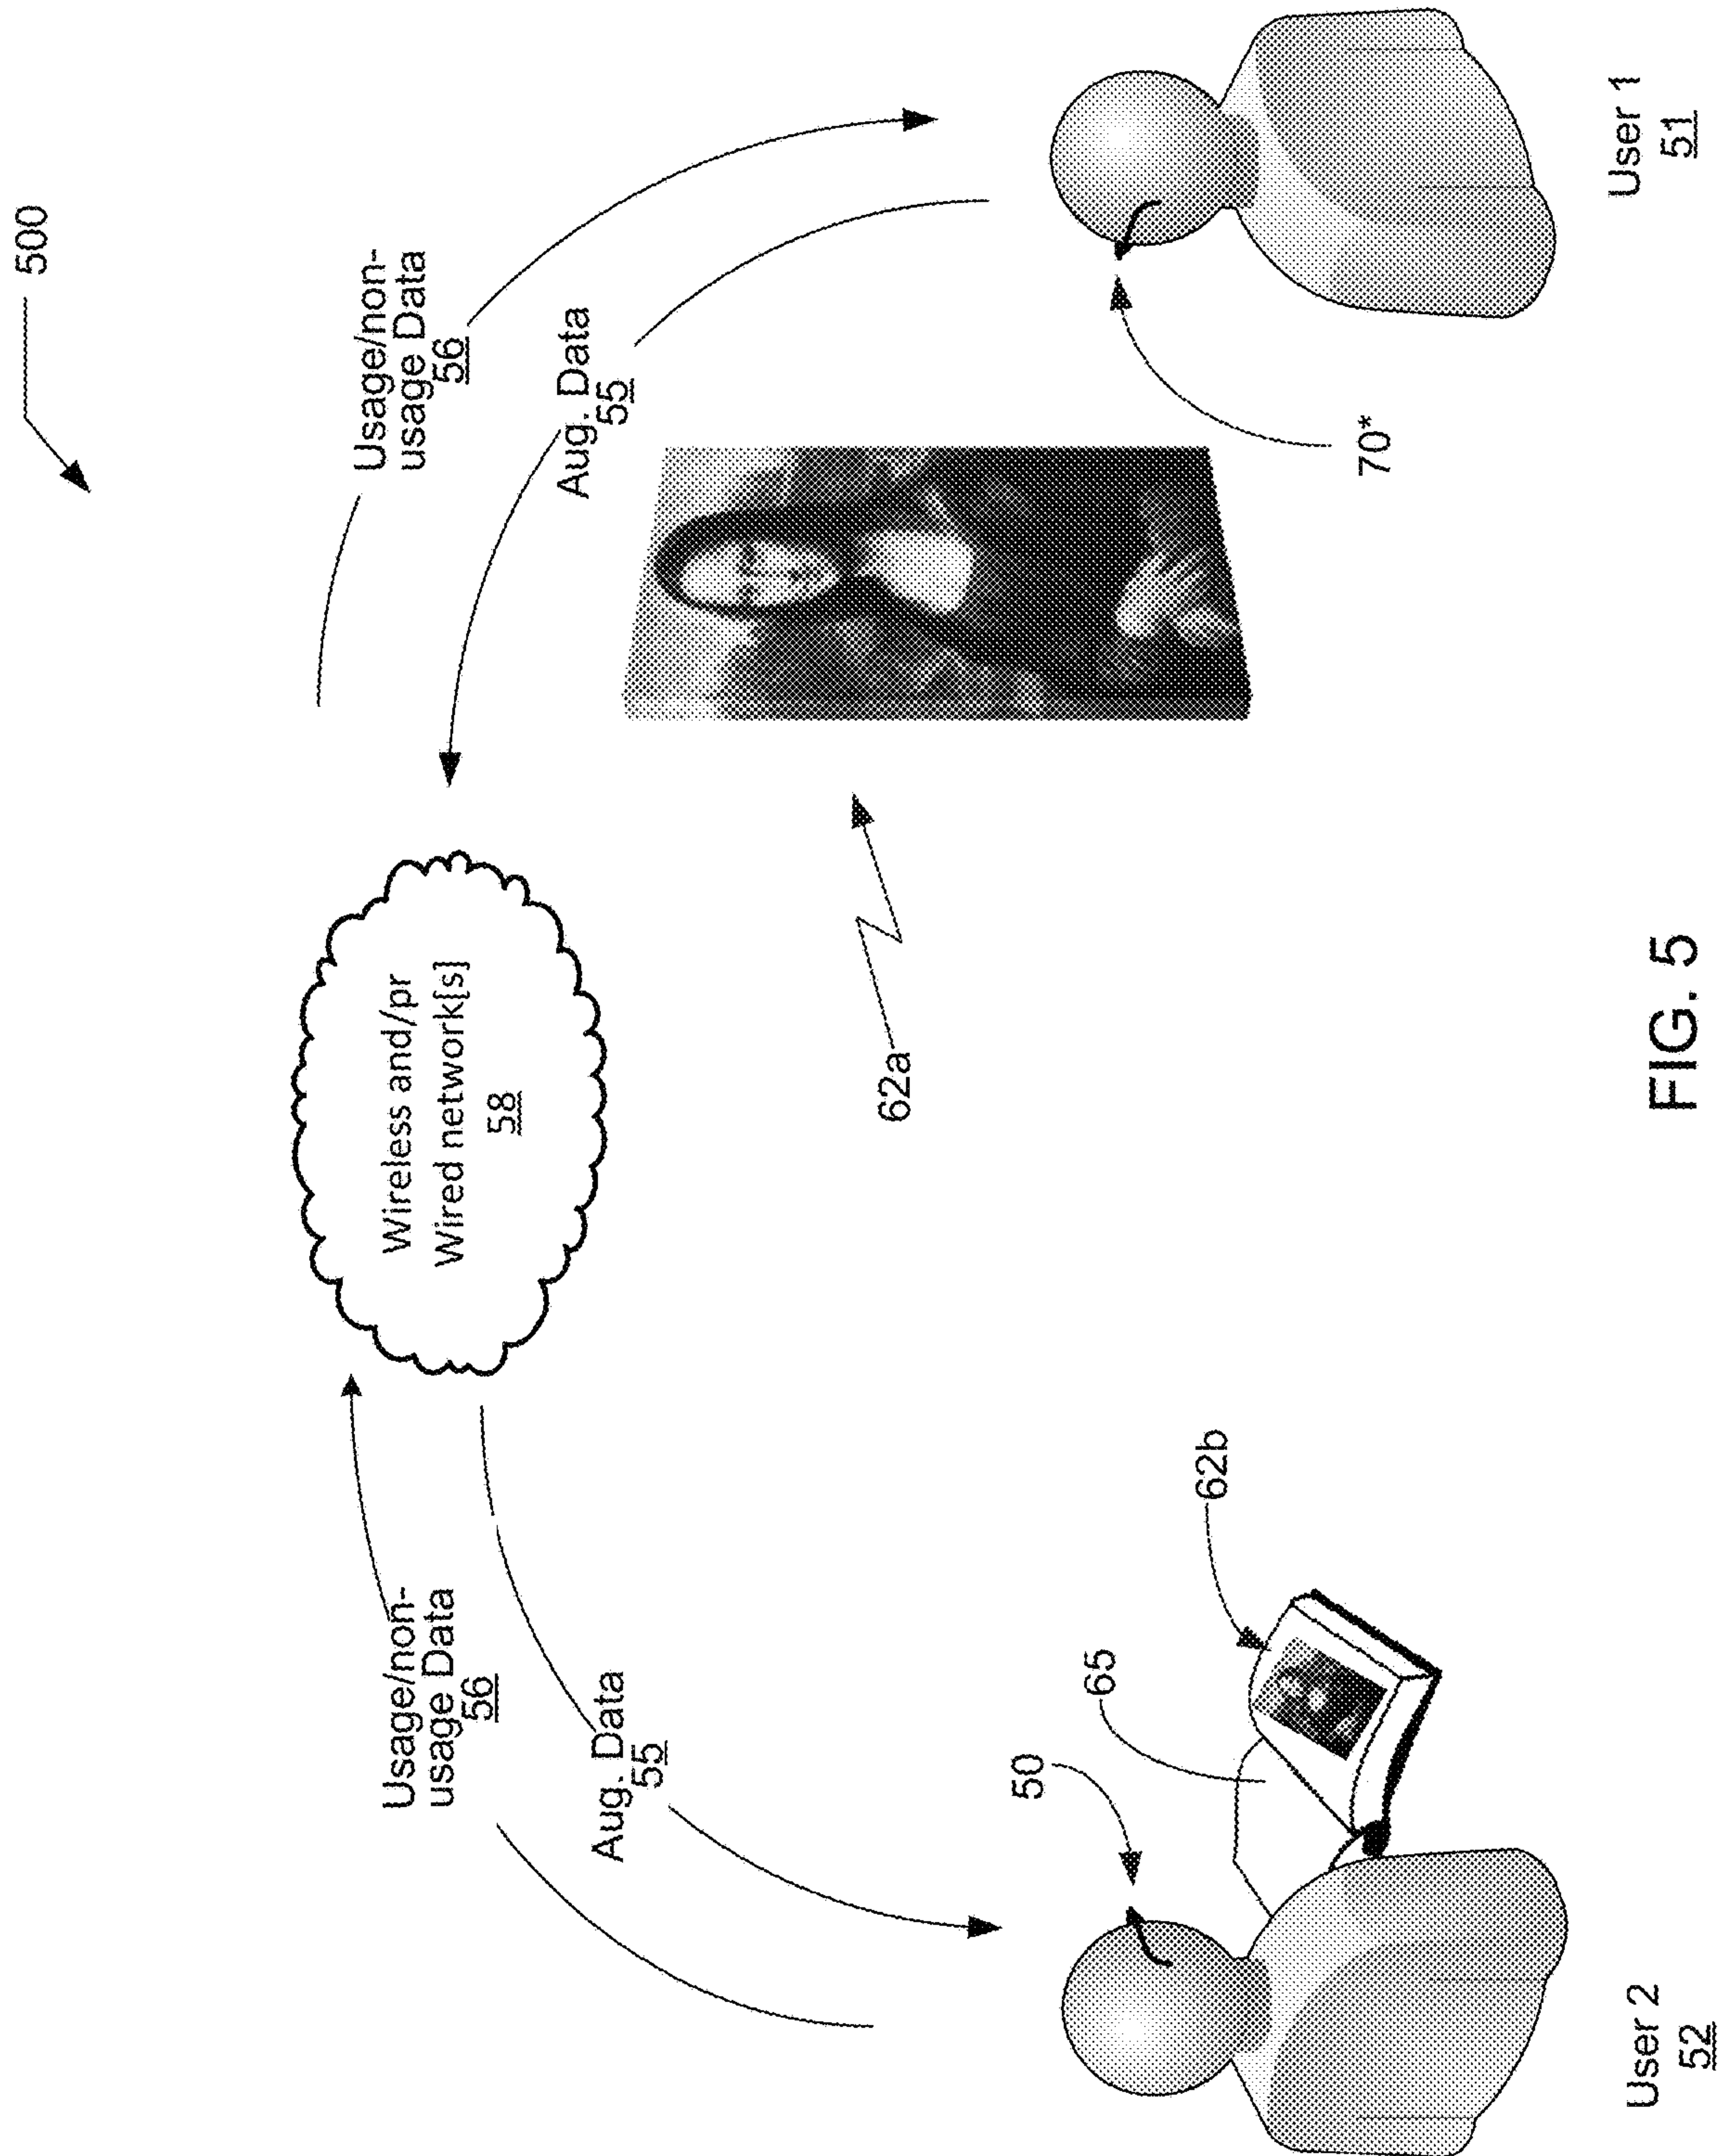 500
Usage/non-
usage Data
56
Aug. Data
55
Wireless and/pr
Wired network[s]
58
Usage/non-
usage Data
56
Aug. Data
55
62a
70*
50
65
62b
User 2
52
User 1
51
FIG. 5